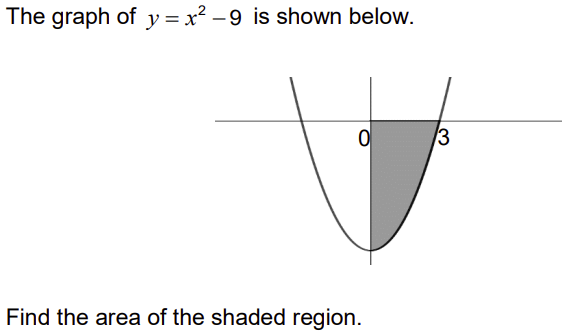 The graph of y = x² – 9 is shown below.
0 3
Find the area of the shaded region.